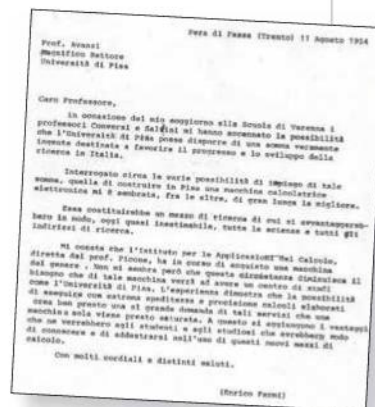 Pera di Fassa (Trento) 11 Agosto 1954
Prof. Avanzi
Magnifico Rettore
Università di Pisa
Caro Professore,
in occasione del mio soggiorno alla Scuola di Varenna i
professori Conversi e Salvini mi hanno accennato la possibilità
che l'Università di Pisa possa disporre di una somma veramente
ingente destinata a favorire il progresso e lo sviluppo della
ricerca in Italia.
Interrogato circa le varie possibilità di impiego di tale
somma, quella di costruire in Pisa una macchina calcolatrice
elettronica mi è sembrata, fra le altre, di gran lunga la migliore.
Essa costituirebbe un mezzo di ricerca di cui si avvantaggereb-
bero in modo, oggi quasi inestimabile, tutte le scienze e tutti gli
indirizzi di ricerca.
Mi consta che l'Istituto per le Applicazioni del Calcolo,
diretto dal prof. Picone, ha in corso di acquisto una macchina
del genere. Non mi sembra però che questa circostanza diminuisca il
bisogno che di tale macchina verrà ad avere un centro di studi
come l'Università di Pisa. L'esperienza dimostra che la possibilità
di eseguire con estrema speditezza e precisione calcoli elaborati
crea ben presto una sì grande domanda di tali servizi che una
macchina sola viene presto saturata. A questo si aggiungono i vantaggi
che ne verrebbero agli studenti e agli studiosi che avrebbero modo
di conoscere e di addestrarsi nell'uso di questi nuovi mezzi di
calcolo.
Con molti cordiali e distinti saluti.
(Enrico Fermi)